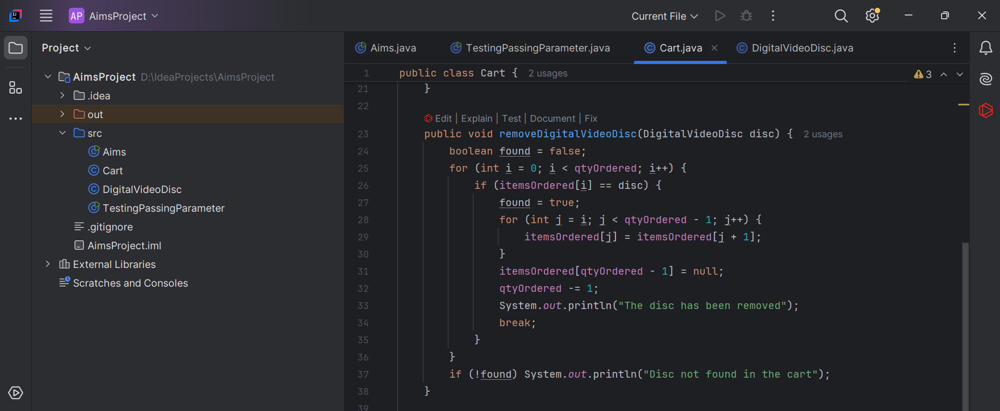 AP AimsProject
Current File
Project
AimsProject D:\IdeaProjects\AimsProject
.idea
out
src
Aims
Cart
DigitalVideoDisc
TestingPassingParameter
.gitignore
AimsProject.iml
External Libraries
Scratches and Consoles
Aims.java TestingPassingParameter.java Cart.java DigitalVideoDisc.java
1 public class Cart { 2 usages
3
21 }
22
Edit | Explain | Test | Document | Fix
23 public void removeDigitalVideoDisc(DigitalVideoDisc disc) { 2 usages
24 boolean found = false;
25 for (int i = 0; i < qtyOrdered; i++) {
26 if (itemsOrdered[i] == disc) {
27 found = true;
28 for (int j = i; j < qtyOrdered - 1; j++) {
29 itemsOrdered[j] = itemsOrdered[j + 1];
30 }
31 itemsOrdered[qtyOrdered - 1] = null;
32 qtyOrdered -= 1;
33 System.out.println("The disc has been removed");
34 break;
35 }
36 }
37 if (!found) System.out.println("Disc not found in the cart");
38 }
39